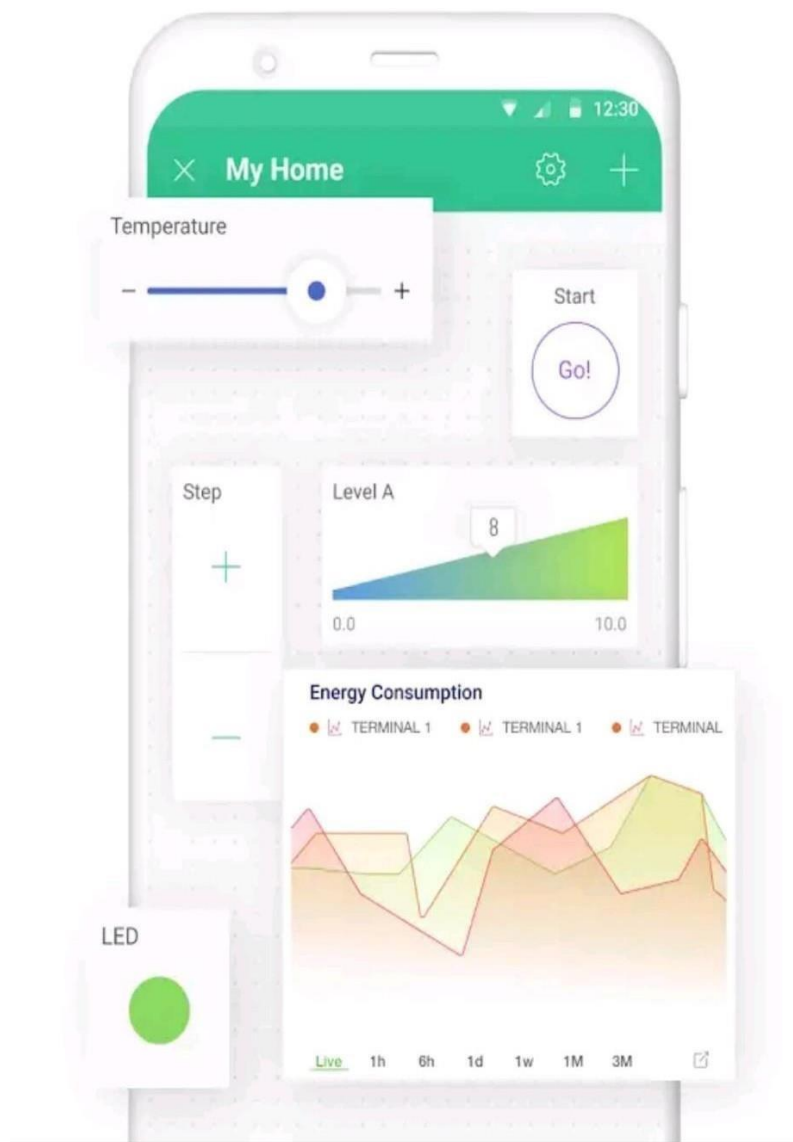 12:30
My Home
Temperature
− +
Start
Go!
Step
+
−
Level A
8
0.0 10.0
Energy Consumption
TERMINAL 1 TERMINAL 1 TERMINAL
LED
Live 1h 6h 1d 1w 1M 3M